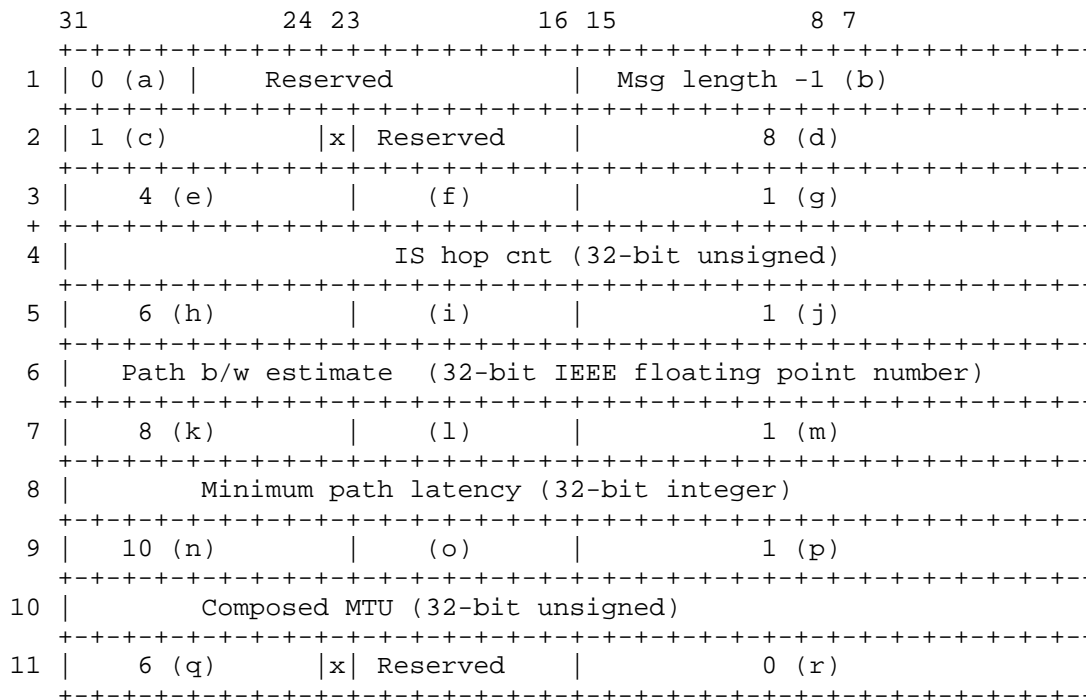 31 24 23 16 15 8 7
+-+-+-+-+-+-+-+-+-+-+-+-+-+-+-+-+-+-+-+-+-+-+-+-+-+-+-+-+-+-+-+-
1 | 0 (a) | Reserved | Msg length -1 (b)
+-+-+-+-+-+-+-+-+-+-+-+-+-+-+-+-+-+-+-+-+-+-+-+-+-+-+-+-+-+-+-+-
2 | 1 (c) |x| Reserved | 8 (d)
+-+-+-+-+-+-+-+-+-+-+-+-+-+-+-+-+-+-+-+-+-+-+-+-+-+-+-+-+-+-+-+-
3 | 4 (e) | (f) | 1 (g)
+ +-+-+-+-+-+-+-+-+-+-+-+-+-+-+-+-+-+-+-+-+-+-+-+-+-+-+-+-+-+-+-+-
4 | IS hop cnt (32-bit unsigned)
+-+-+-+-+-+-+-+-+-+-+-+-+-+-+-+-+-+-+-+-+-+-+-+-+-+-+-+-+-+-+-+-
5 | 6 (h) | (i) | 1 (j)
+-+-+-+-+-+-+-+-+-+-+-+-+-+-+-+-+-+-+-+-+-+-+-+-+-+-+-+-+-+-+-+-
6 | Path b/w estimate (32-bit IEEE floating point number)
+-+-+-+-+-+-+-+-+-+-+-+-+-+-+-+-+-+-+-+-+-+-+-+-+-+-+-+-+-+-+-+-
7 | 8 (k) | (l) | 1 (m)
+-+-+-+-+-+-+-+-+-+-+-+-+-+-+-+-+-+-+-+-+-+-+-+-+-+-+-+-+-+-+-+-
8 | Minimum path latency (32-bit integer)
+-+-+-+-+-+-+-+-+-+-+-+-+-+-+-+-+-+-+-+-+-+-+-+-+-+-+-+-+-+-+-+-
9 | 10 (n) | (o) | 1 (p)
+-+-+-+-+-+-+-+-+-+-+-+-+-+-+-+-+-+-+-+-+-+-+-+-+-+-+-+-+-+-+-+-
10 | Composed MTU (32-bit unsigned)
+-+-+-+-+-+-+-+-+-+-+-+-+-+-+-+-+-+-+-+-+-+-+-+-+-+-+-+-+-+-+-+-
11 | 6 (q) |x| Reserved | 0 (r)
+-+-+-+-+-+-+-+-+-+-+-+-+-+-+-+-+-+-+-+-+-+-+-+-+-+-+-+-+-+-+-+-